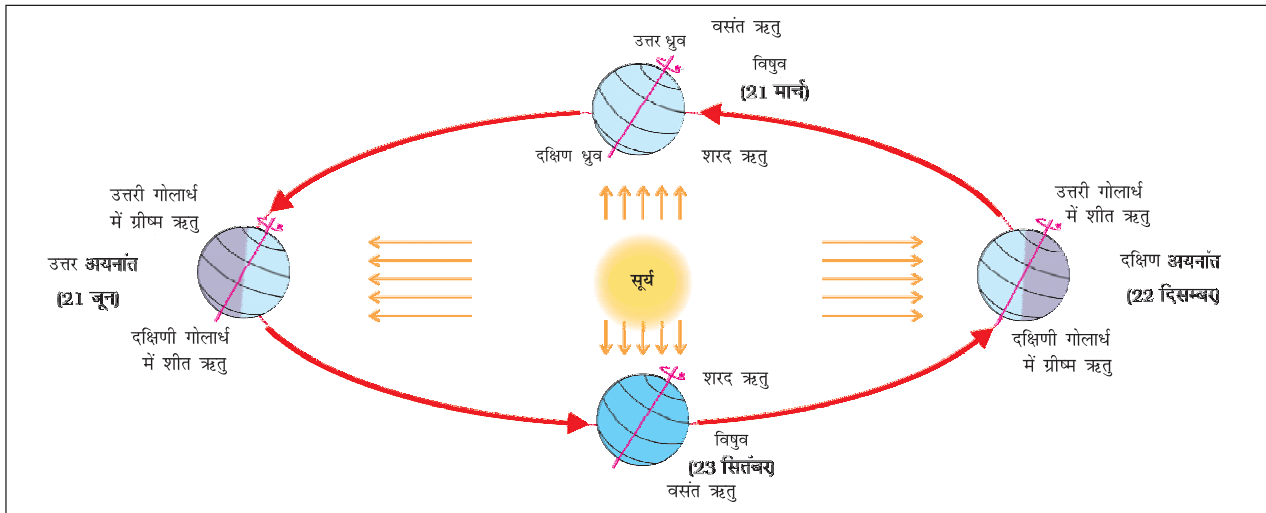 वसंत ऋतु
उत्तर ध्रुव
विषुव
(21 मार्च)
दक्षिण ध्रुव
शरद ऋतु
उत्तरी गोलार्ध
में ग्रीष्म ऋतु
उत्तर अयनांत
(21 जून)
दक्षिणी गोलार्ध
में शीत ऋतु
सूर्य
उत्तरी गोलार्ध
में शीत ऋतु
दक्षिण अयनांत
(22 दिसम्बर)
दक्षिणी गोलार्ध
में ग्रीष्म ऋतु
शरद ऋतु
विषुव
(23 सितंबर)
वसंत ऋतु